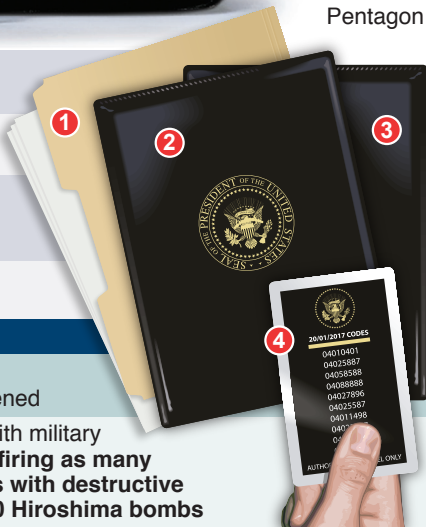 Pentagon
1
2
3
SEAL OF THE PRESIDENT OF THE UNITED STATES
4
20/01/2017 CODES
04010401
04025887
04058588
04088888
04027896
04025587
04011498
ened
ith military
firing as many
s with destructive
0 Hiroshima bombs
ONLY